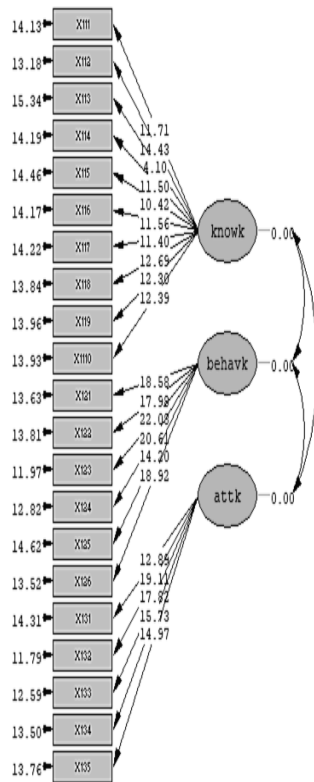 14.13 X111
13.18 X112
15.34 X113
14.19 X114
14.46 X115
14.17 X116
14.22 X117
13.84 X118
13.96 X119
13.93 X1110
13.63 X121
13.81 X122
11.97 X123
12.82 X124
14.62 X125
13.52 X126
14.31 X131
11.79 X132
12.59 X133
13.50 X134
13.76 X135
11.71
14.43
4.10
11.50
10.42
11.56
11.40
12.69
12.30
12.39
18.58
17.98
22.08
20.61
14.20
18.92
12.89
19.11
17.82
15.73
14.97
knowk 0.00
behavk 0.00
attk 0.00